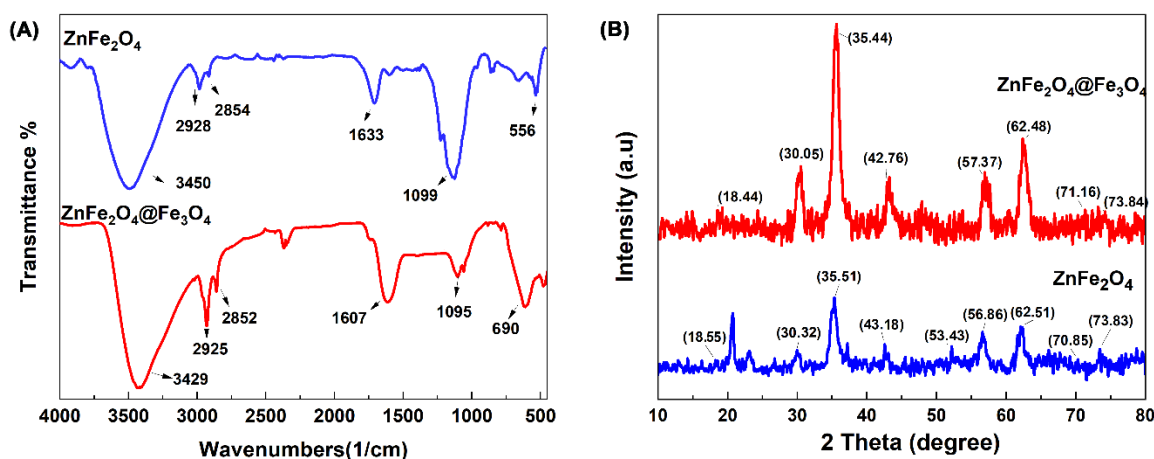 (A)
ZnFe₂O₄
2928
2854
3450
1633
1099
556
ZnFe₂O₄@Fe₃O₄
2925
2852
3429
1607
1095
690
Transmittance %
4000 3500 3000 2500 2000 1500 1000 500
Wavenumbers(1/cm)
(B)
(35.44)
ZnFe₂O₄@Fe₃O₄
(30.05)
(62.48)
(42.76)
(57.37)
(18.44)
(71.16)
(73.84)
ZnFe₂O₄
(35.51)
(18.55)
(30.32)
(43.18)
(53.43)
(56.86)
(62.51)
(70.85)
(73.83)
Intensity (a.u)
10 20 30 40 50 60 70 80
2 Theta (degree)